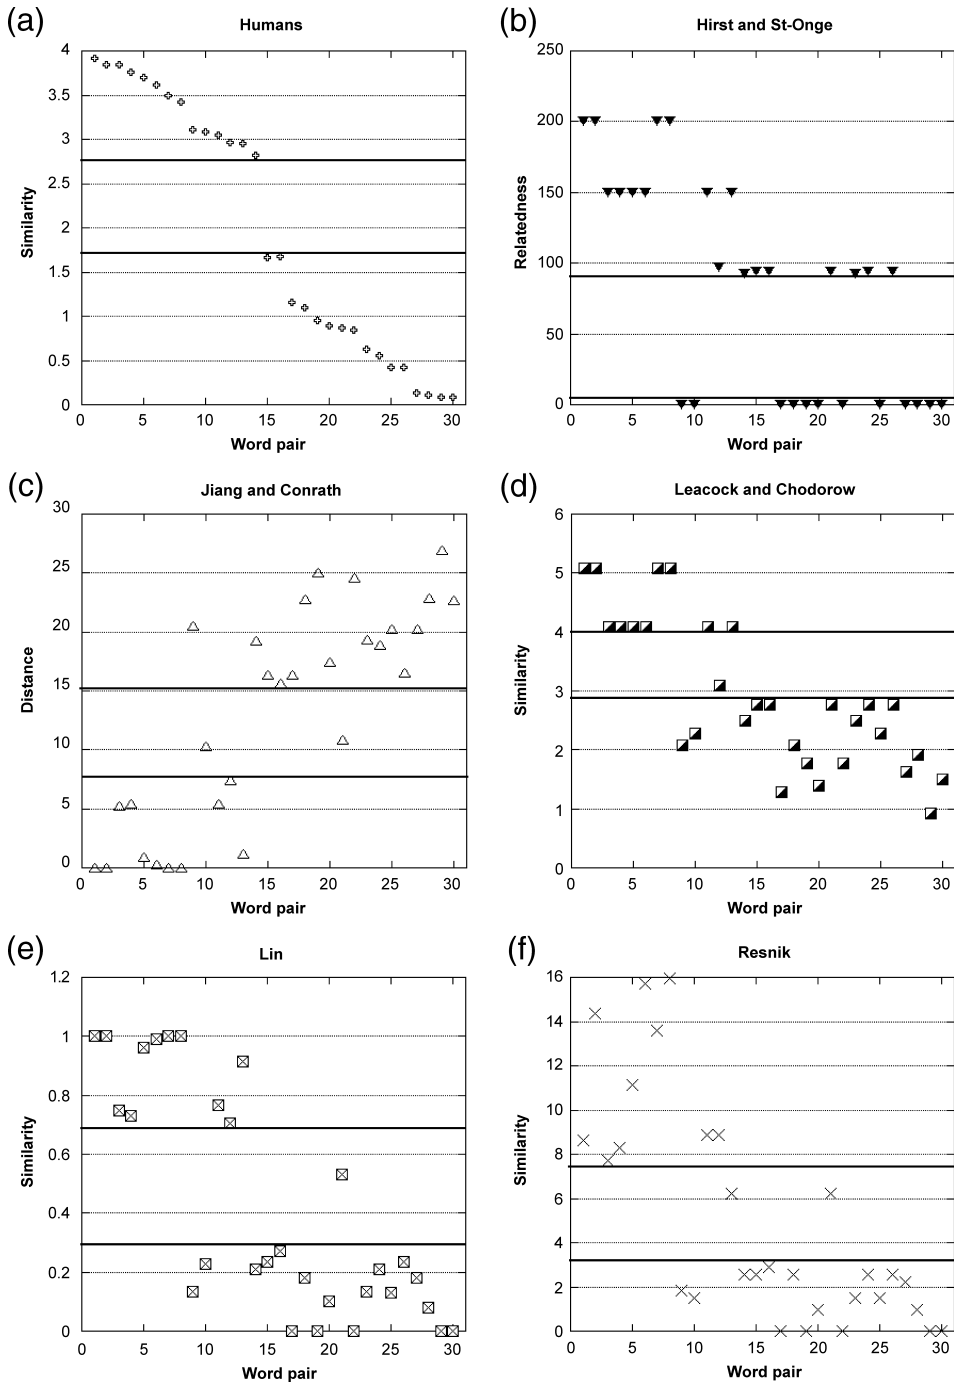 (a) Humans
4
3.5
3
2.5
2
1.5
1
0.5
0
Similarity
0 5 10 15 20 25 30
Word pair
(b) Hirst and St-Onge
250
200
150
100
50
0
Relatedness
0 5 10 15 20 25 30
Word pair
(c) Jiang and Conrath
30
25
20
15
10
5
0
Distance
0 5 10 15 20 25 30
Word pair
(d) Leacock and Chodorow
6
5
4
3
2
1
0
Similarity
0 5 10 15 20 25 30
Word pair
(e) Lin
1.2
1
0.8
0.6
0.4
0.2
0
Similarity
0 5 10 15 20 25 30
Word pair
(f) Resnik
16
14
12
10
8
6
4
2
0
Similarity
0 5 10 15 20 25 30
Word pair